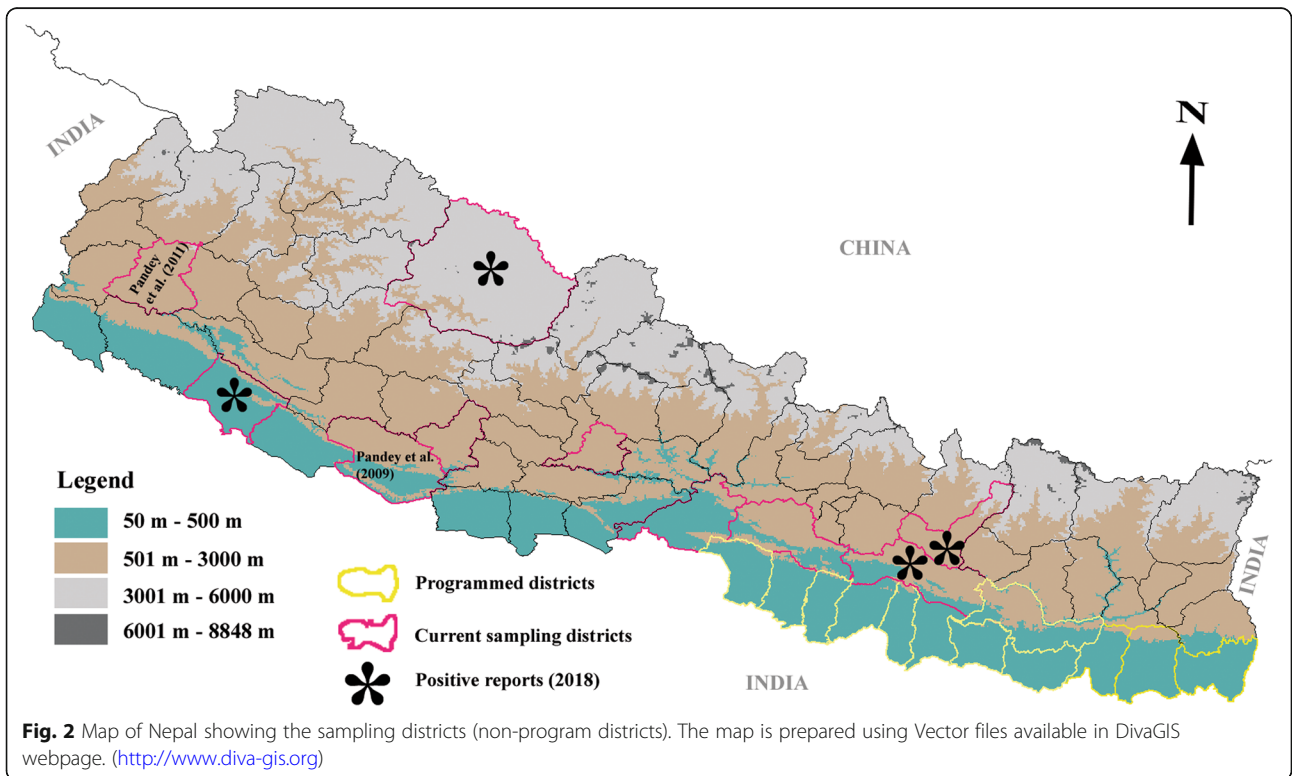 INDIA
N
CHINA
Pandey
et al. (2011)
Pandey et al.
(2009)
Legend
50 m - 500 m
501 m - 3000 m
3001 m - 6000 m
6001 m - 8848 m
Programmed districts
Current sampling districts
Positive reports (2018)
INDIA
INDIA
Fig. 2 Map of Nepal showing the sampling districts (non-program districts). The map is prepared using Vector files available in DivaGIS
webpage. (http://www.diva-gis.org)